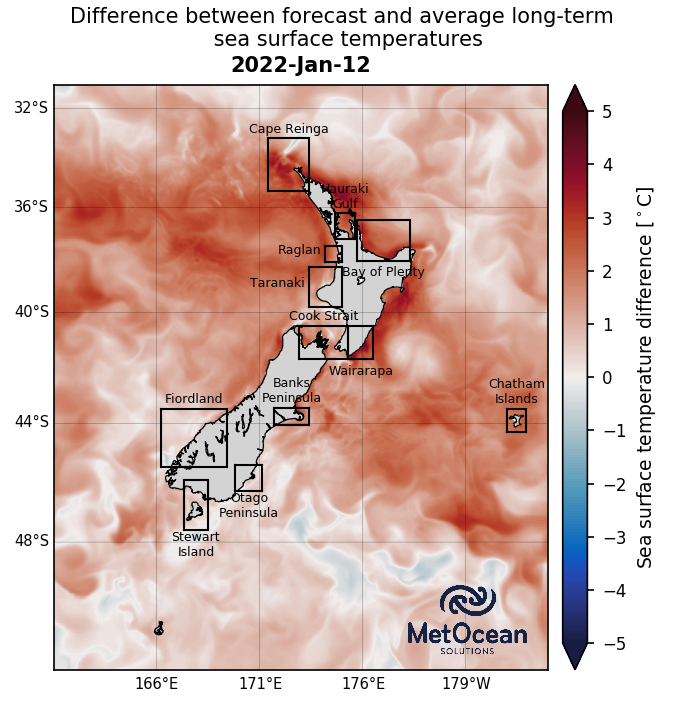 Difference between forecast and average long-term
sea surface temperatures
2022-Jan-12
32°S
36°S
40°S
44°S
48°S
166°E
171°E
176°E
179°W
Cape Reinga
Hauraki
Gulf
Raglan
Bay of Plenty
Taranaki
Cook Strait
Wairarapa
Banks
Peninsula
Fiordland
Chatham
Islands
Otago
Peninsula
Stewart
Island
MetOcean
SOLUTIONS
5
4
3
2
1
0
−1
−2
−3
−4
−5
Sea surface temperature difference [°C]